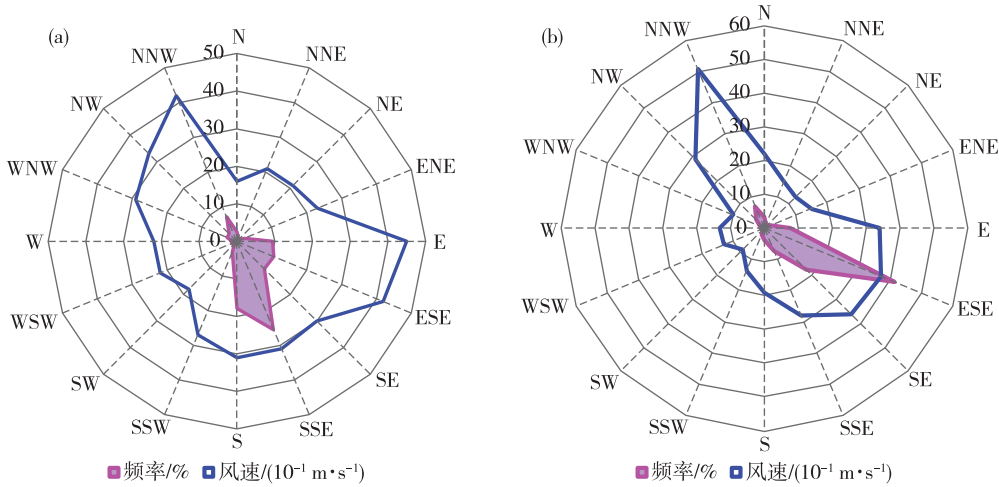 (a)
N
NNE
NE
ENE
E
ESE
SE
SSE
S
SSW
SW
WSW
W
WNW
NW
NNW
50
40
30
20
10
0
频率/% 风速/(10⁻¹ m·s⁻¹)
(b)
N
NNE
NE
ENE
E
ESE
SE
SSE
S
SSW
SW
WSW
W
WNW
NW
NNW
60
50
40
30
20
10
0
频率/% 风速/(10⁻¹ m·s⁻¹)